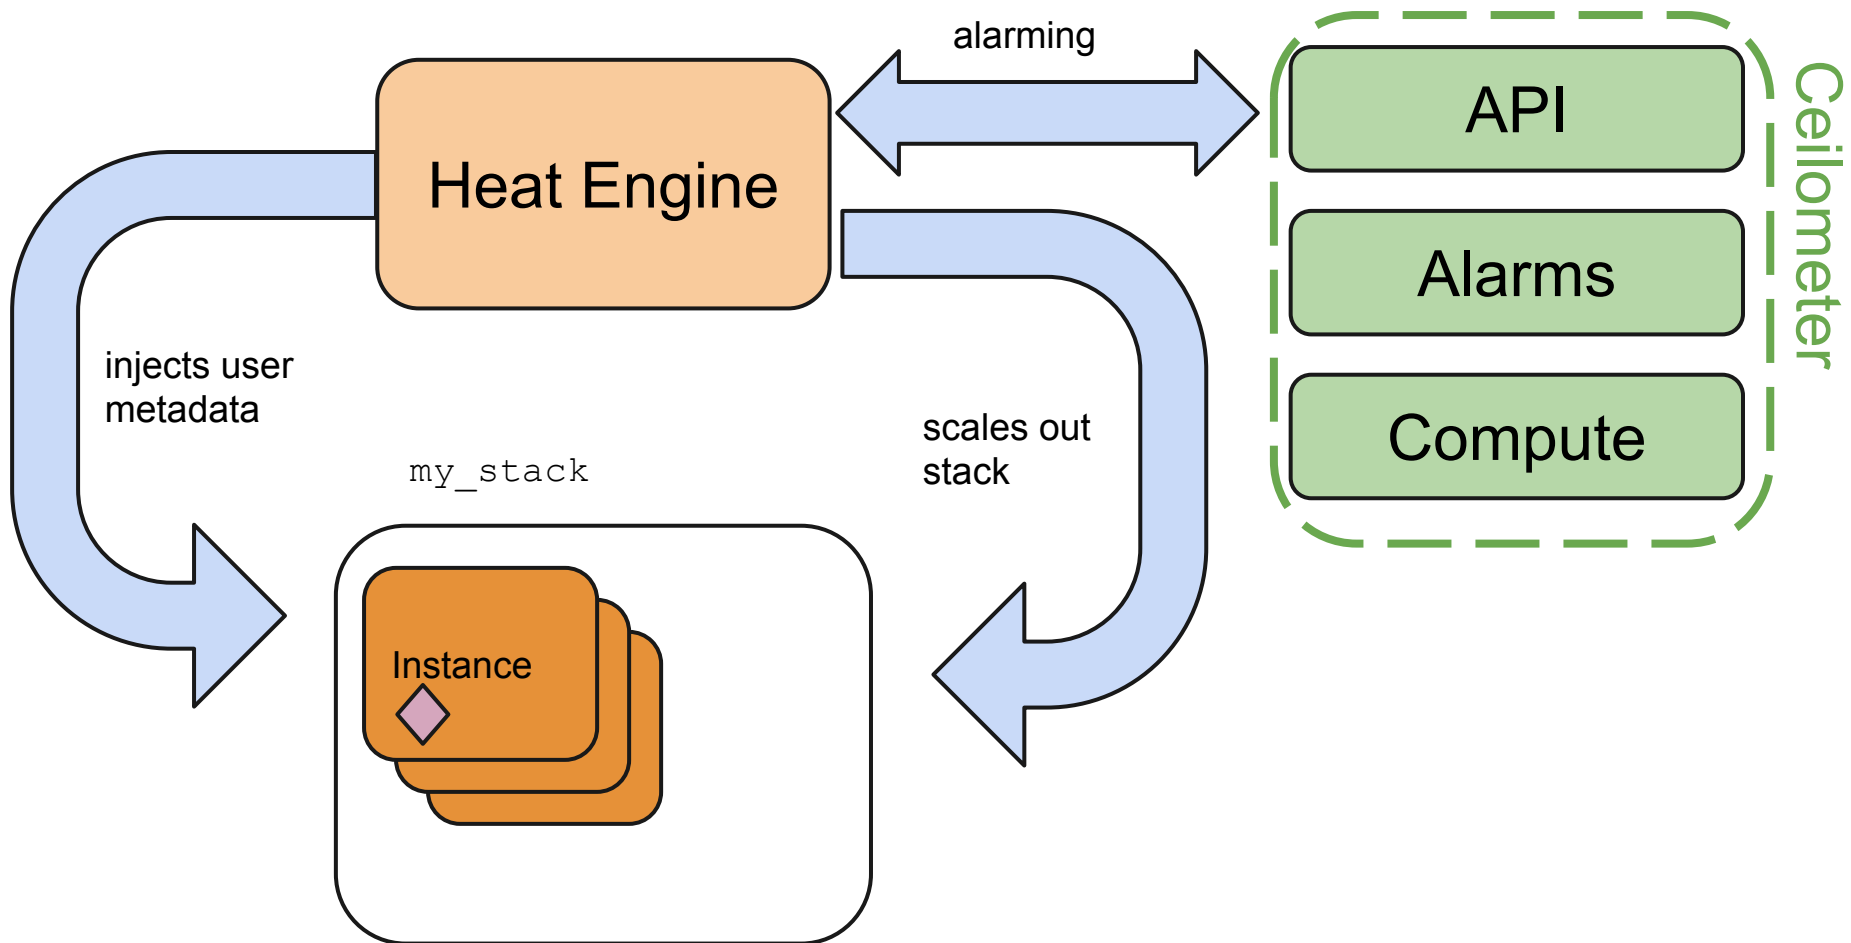 alarming
Heat Engine
API
Alarms
Compute
Ceilometer
injects user
metadata
scales out
stack
my_stack
Instance